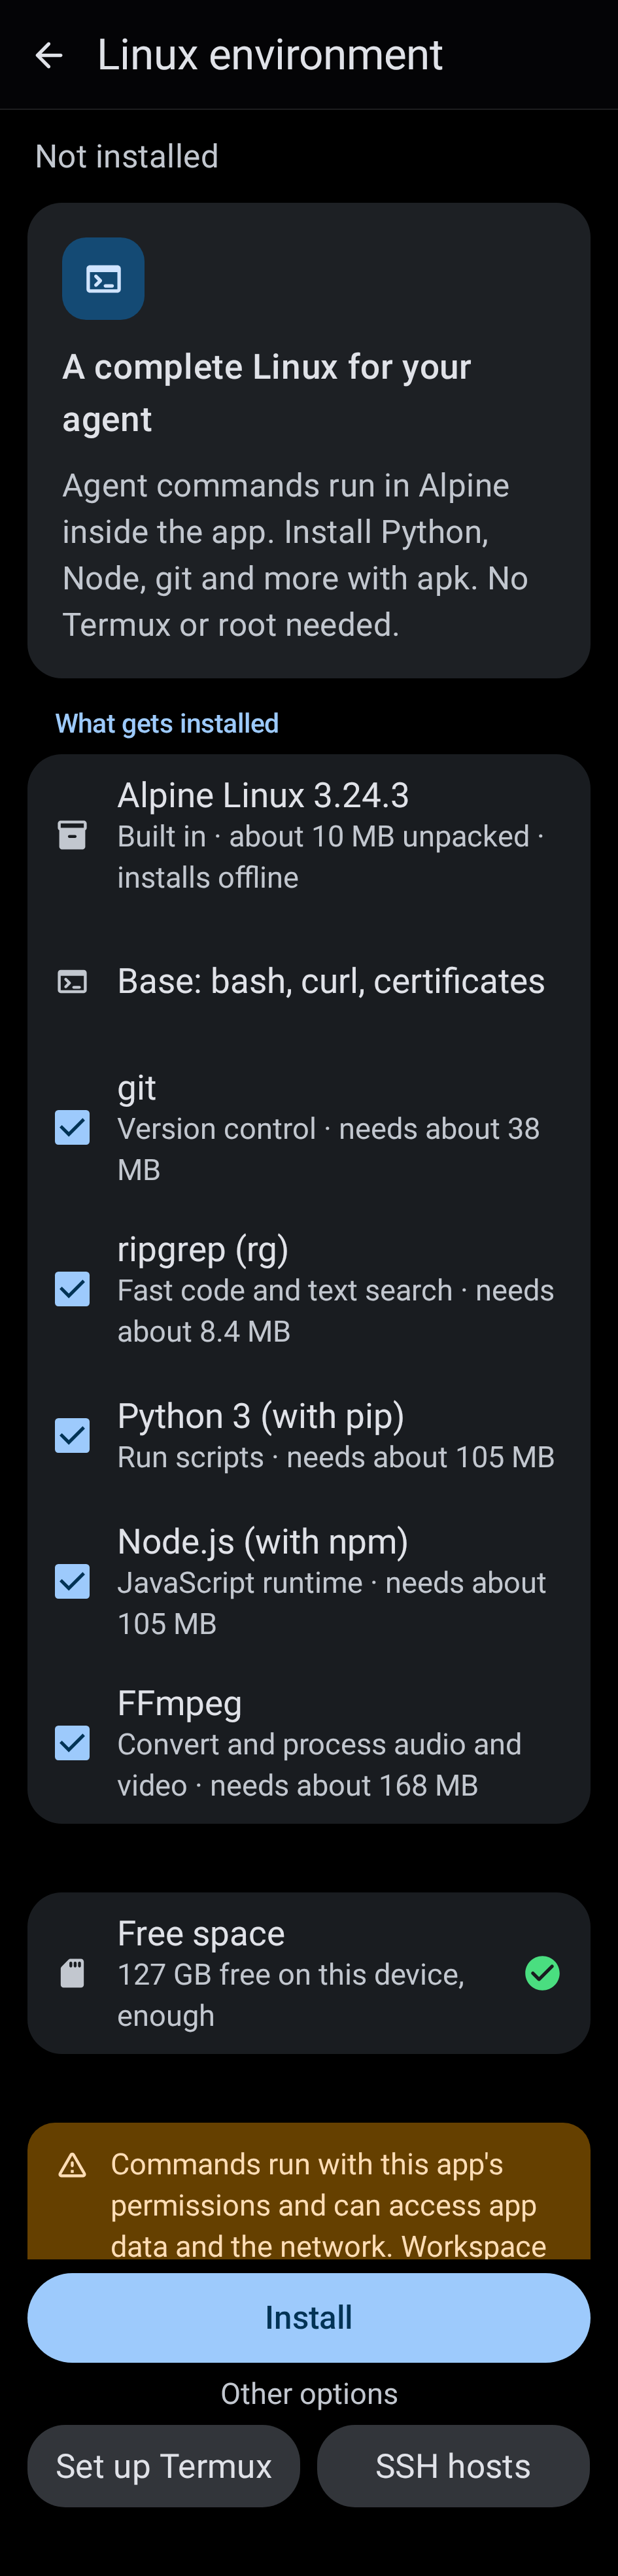 Linux environment
Not installed
A complete Linux for your
agent
Agent commands run in Alpine
inside the app. Install Python,
Node, git and more with apk. No
Termux or root needed.
What gets installed
Alpine Linux 3.24.3
Built in · about 10 MB unpacked ·
installs offline
Base: bash, curl, certificates
git
Version control · needs about 38
MB
ripgrep (rg)
Fast code and text search · needs
about 8.4 MB
Python 3 (with pip)
Run scripts · needs about 105 MB
Node.js (with npm)
JavaScript runtime · needs about
105 MB
FFmpeg
Convert and process audio and
video · needs about 168 MB
Free space
127 GB free on this device,
enough
Commands run with this app's
permissions and can access app
data and the network. Workspace
Install
Other options
Set up Termux
SSH hosts